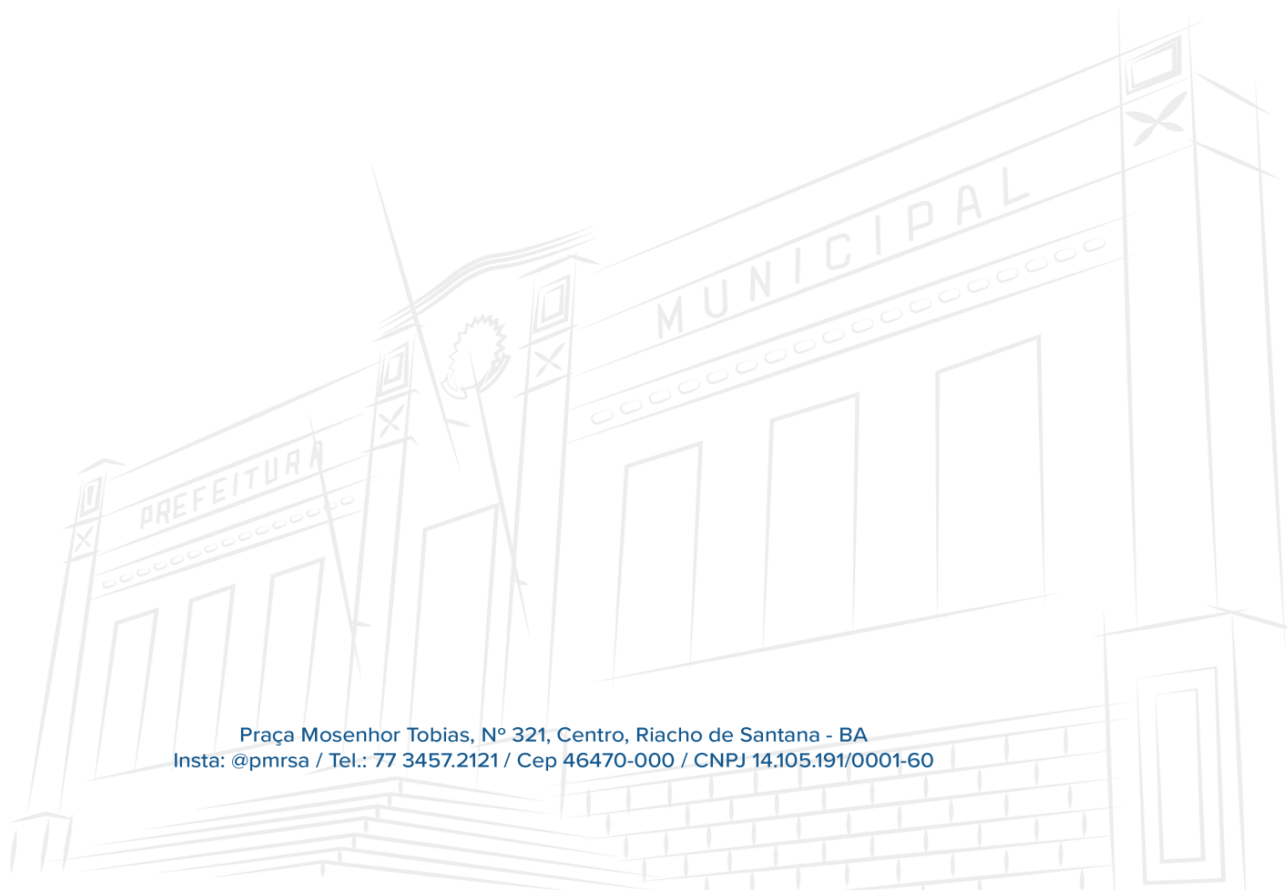 MUNICIPAL
PREFEITURA
Praça Mosenhor Tobias, Nº 321, Centro, Riacho de Santana - BA
Insta: @pmrsa / Tel.: 77 3457.2121 / Cep 46470-000 / CNPJ 14.105.191/0001-60